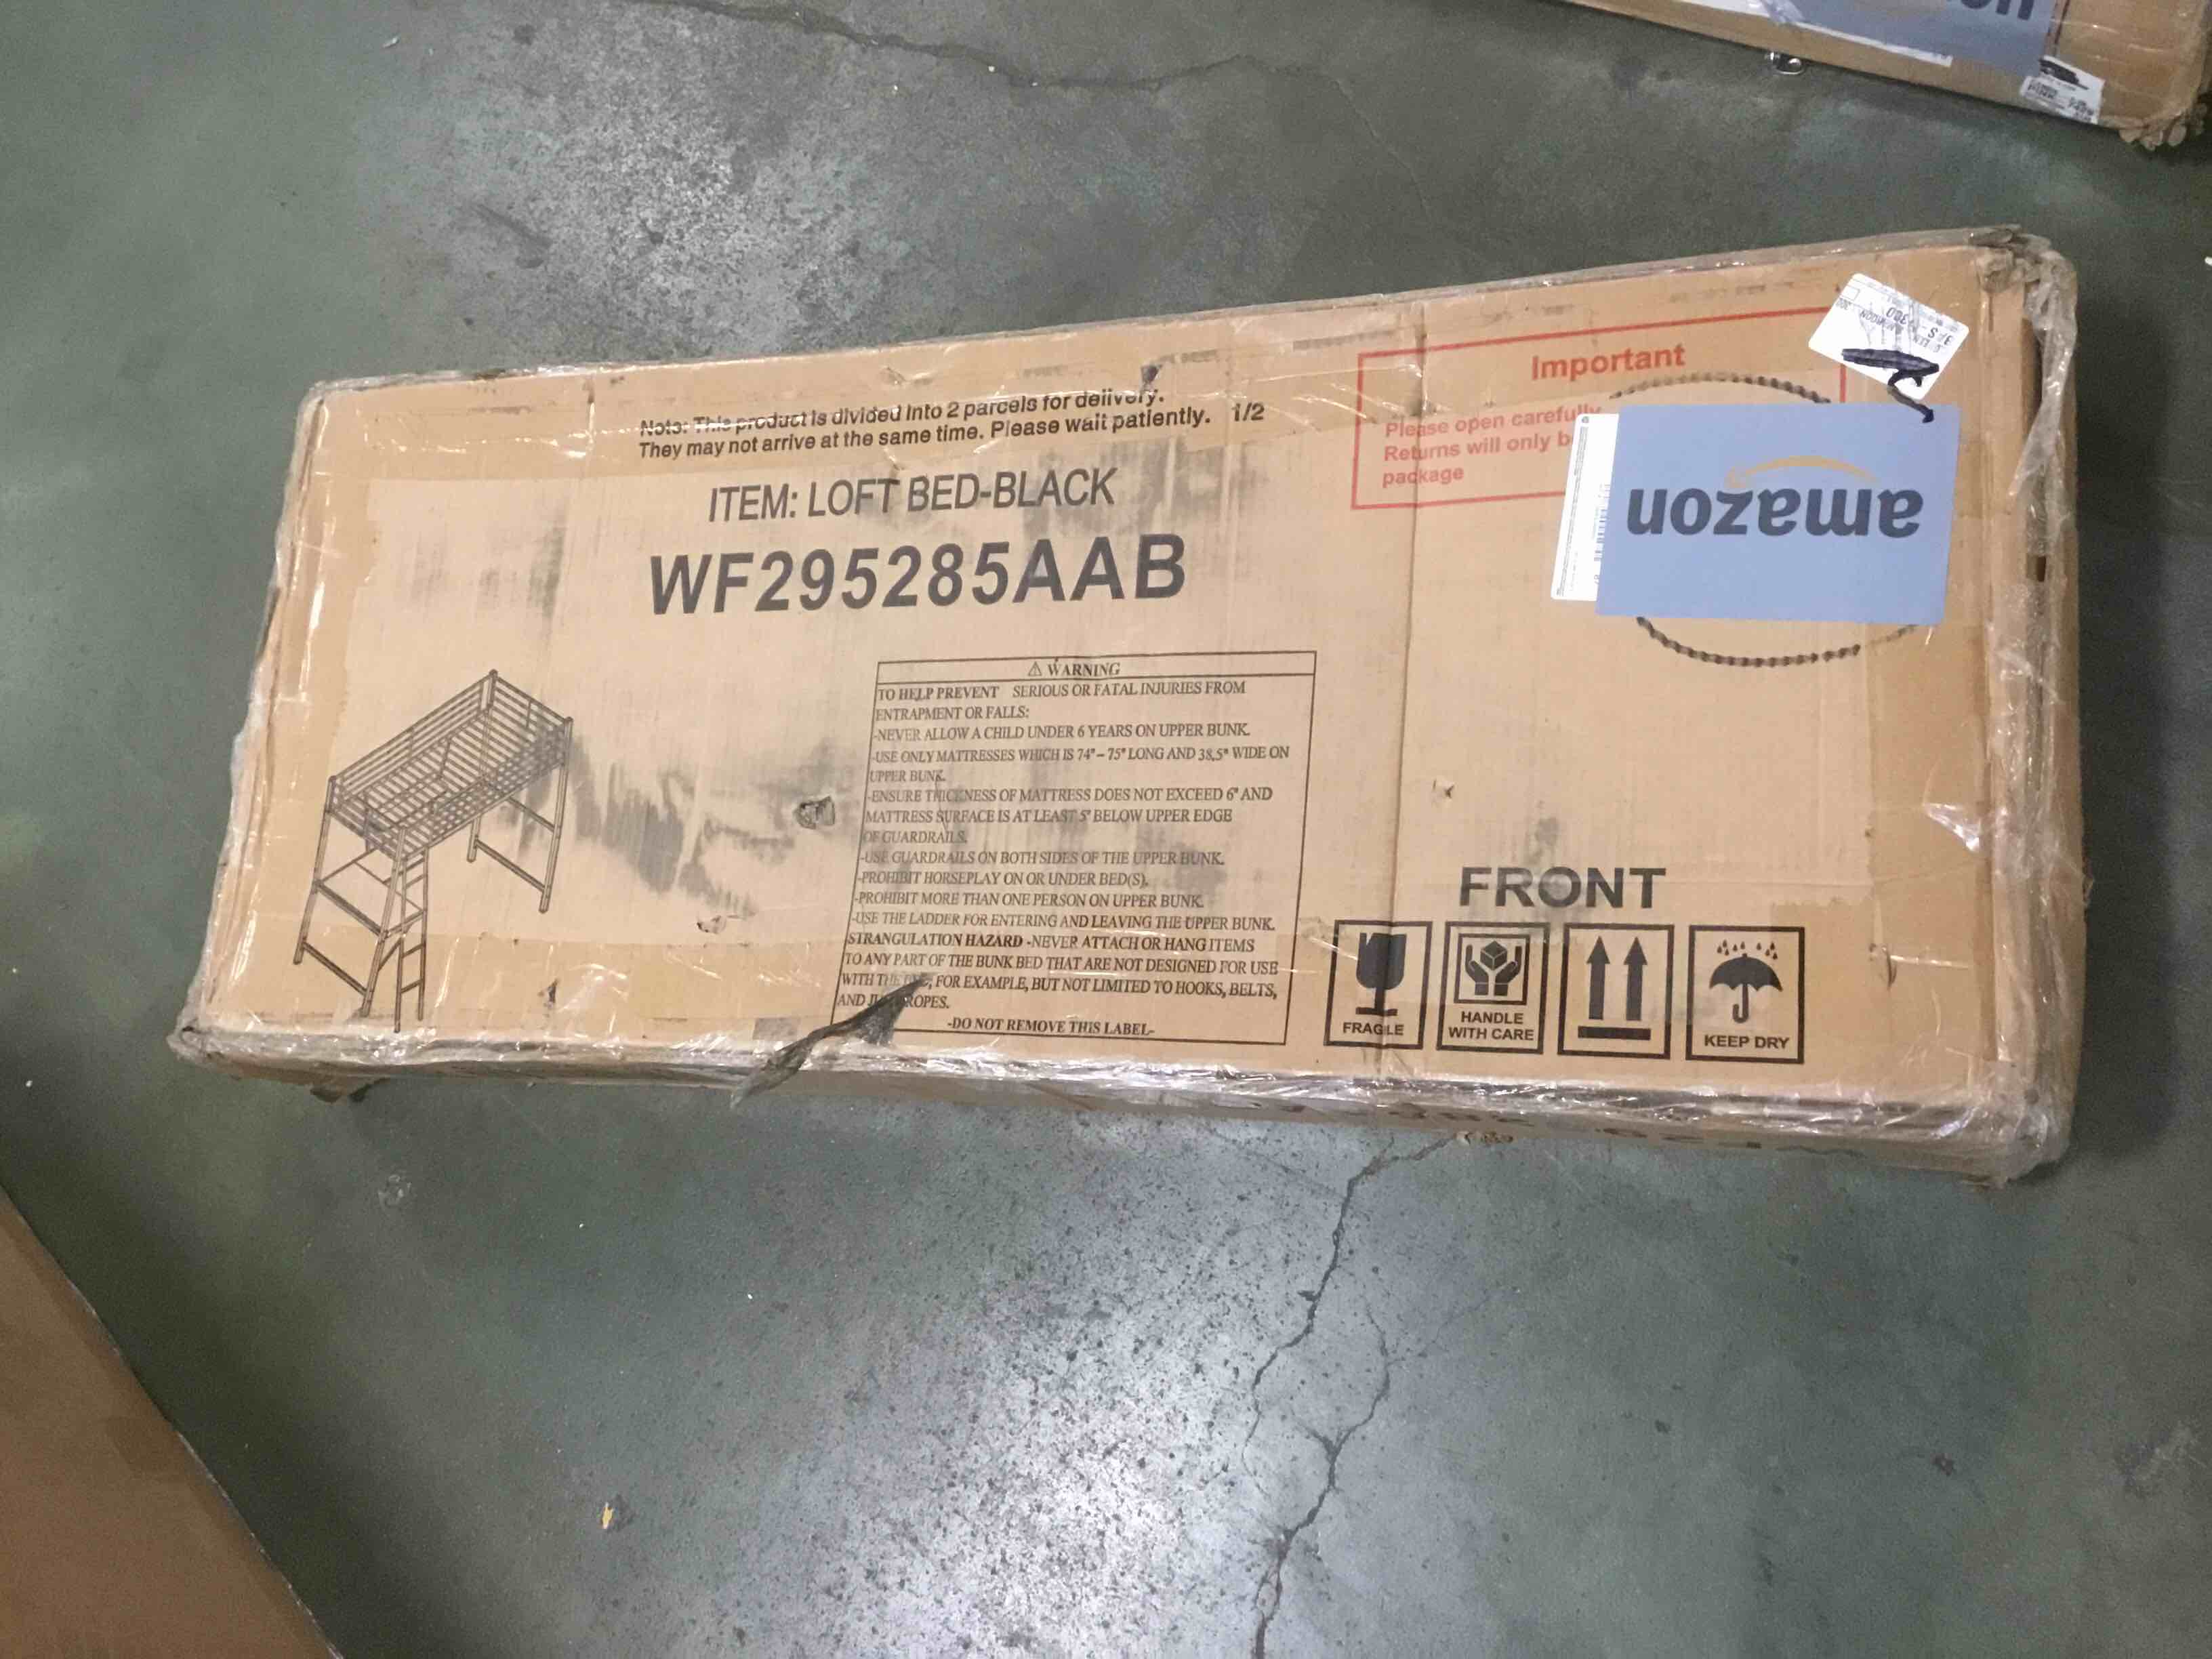 Note: This product is divided into 2 parcels for delivery.
They may not arrive at the same time. Please wait patiently. 1/2
ITEM: LOFT BED-BLACK
WF295285AAB
Important
Please open carefully
Returns will only b
package
amazon
⚠ WARNING
TO HELP PREVENT SERIOUS OR FATAL INJURIES FROM
ENTRAPMENT OR FALLS:
-NEVER ALLOW A CHILD UNDER 6 YEARS ON UPPER BUNK.
-USE ONLY MATTRESSES WHICH IS 74"– 75" LONG AND 38.5" WIDE ON
UPPER BUNK.
-ENSURE THICKNESS OF MATTRESS DOES NOT EXCEED 6" AND
MATTRESS SURFACE IS AT LEAST 5" BELOW UPPER EDGE
OF GUARDRAILS.
-USE GUARDRAILS ON BOTH SIDES OF THE UPPER BUNK.
-PROHIBIT HORSEPLAY ON OR UNDER BED(S).
-PROHIBIT MORE THAN ONE PERSON ON UPPER BUNK.
-USE THE LADDER FOR ENTERING AND LEAVING THE UPPER BUNK.
STRANGULATION HAZARD -NEVER ATTACH OR HANG ITEMS
TO ANY PART OF THE BUNK BED THAT ARE NOT DESIGNED FOR USE
WITH THE FOR EXAMPLE, BUT NOT LIMITED TO HOOKS, BELTS,
AND ROPES.
-DO NOT REMOVE THIS LABEL-
FRONT
FRAGLE
HANDLE
WITH CARE
KEEP DRY